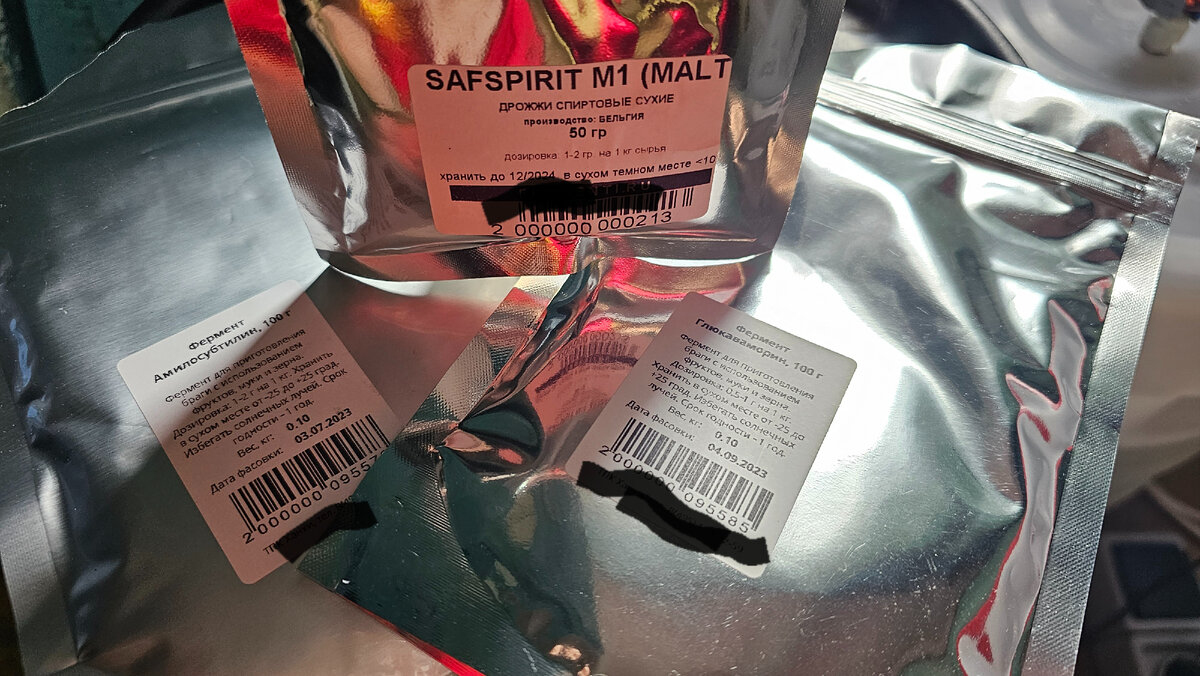 SAFSPIRIT M1 (MALT
ДРОЖЖИ СПИРТОВЫЕ СУХИЕ
производство: БЕЛЬГИЯ
50 гр
дозировка: 1-2 гр. на 1 кг сырья
хранить до 12/2024 в сухом темном месте <10
2 000000 000213
Фермент
Амилосубтилин, 100 г
Фермент для приготовления
браги с использованием
фруктов, муки и зерна.
Дозировка: 1-2 г. на 1 кг. Хранить
в сухом месте от -25 до +25 град.
Избегать солнечных лучей. Срок
годности - 1 год.
Вес, кг: 0.10
Дата фасовки: 03.07.2023
2 000000 09557
Фермент
Глюкаваморин, 100 г
Фермент для приготовления
браги с использованием
фруктов, муки и зерна.
Дозировка: 0,5-1 г. на 1 кг.
Хранить в сухом месте от -25 до
+25 град. Избегать солнечных
лучей. Срок годности - 1 год.
Вес, кг: 0.10
Дата фасовки: 04.09.2023
2 000000 095585